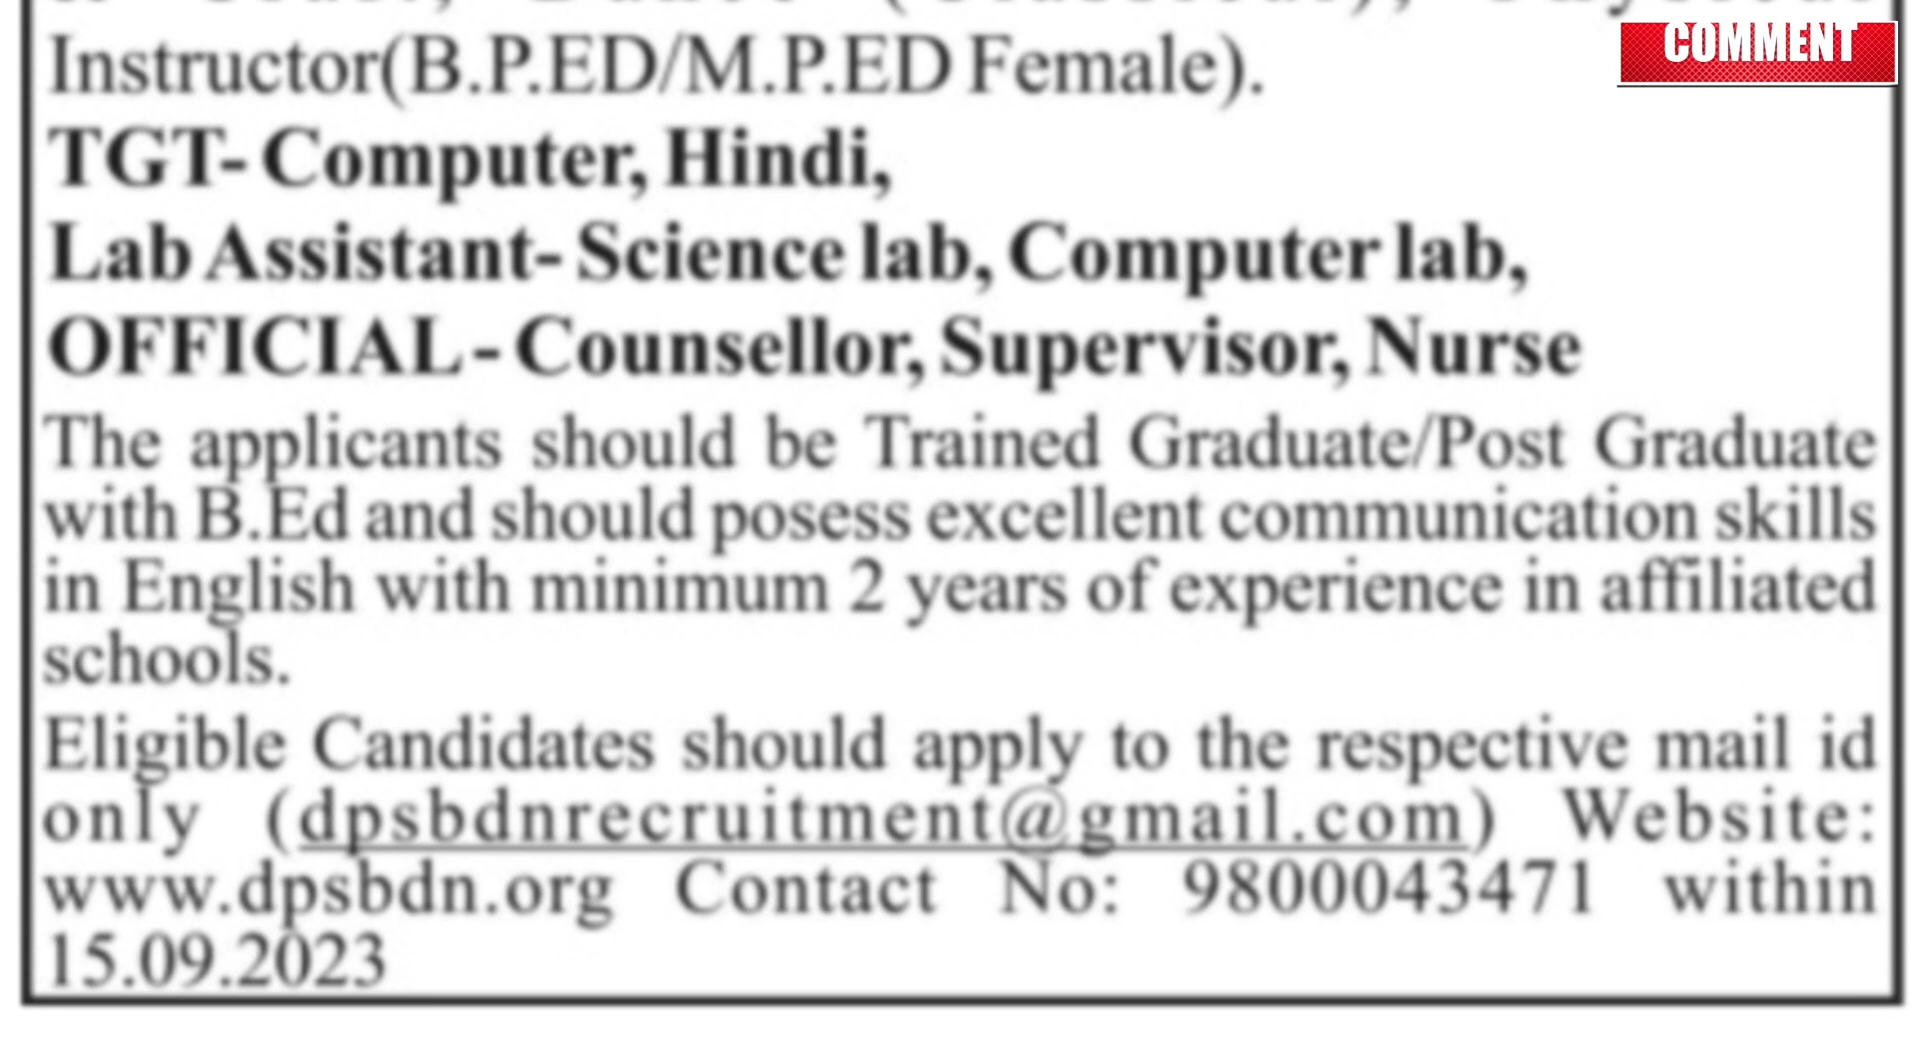 COMMENT
Instructor(B.P.ED/M.P.ED Female).
TGT- Computer, Hindi,
Lab Assistant- Science lab, Computer lab,
OFFICIAL - Counsellor, Supervisor, Nurse
The applicants should be Trained Graduate/Post Graduate
with B.Ed and should posess excellent communication skills
in English with minimum 2 years of experience in affiliated
schools.
Eligible Candidates should apply to the respective mail id
only (dpsbdnrecruitment@gmail.com) Website:
www.dpsbdn.org Contact No: 9800043471 within
15.09.2023